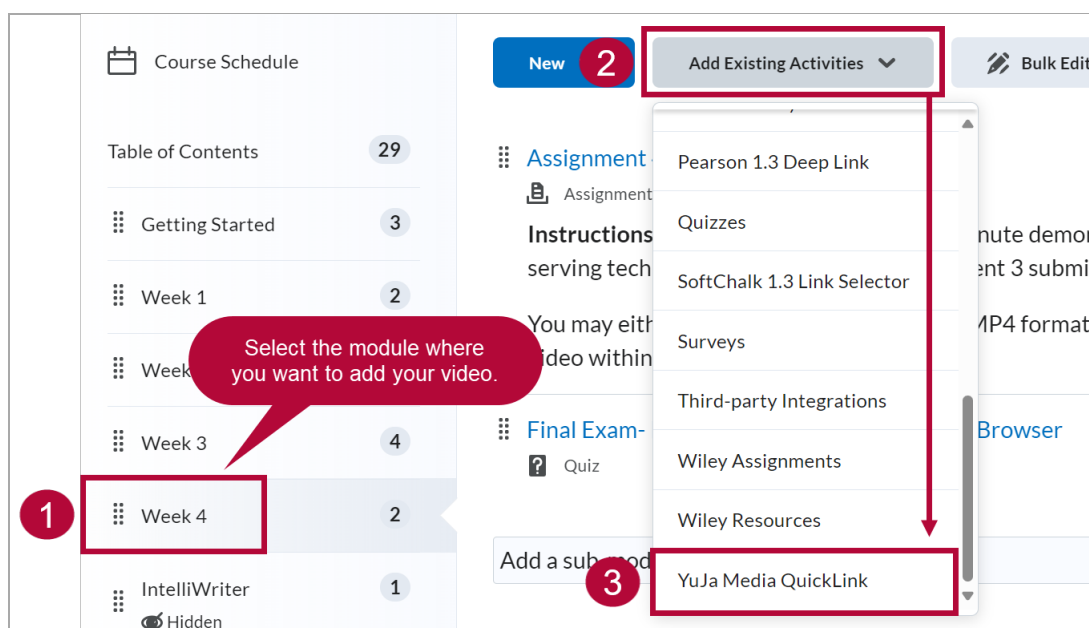 Course Schedule
Table of Contents 29
Getting Started 3
Week 1 2
Select the module where
you want to add your video.
Week
Week 3 4
1
Week 4 2
IntelliWriter 1
Hidden
New 2 Add Existing Activities Bulk Edit
Assignment
Assignment
Instructions nute demo
serving tech ent 3 submi
You may eith MP4 format
ideo within
Final Exam- Browser
Quiz
Add a sub-mod
Pearson 1.3 Deep Link
Quizzes
SoftChalk 1.3 Link Selector
Surveys
Third-party Integrations
Wiley Assignments
Wiley Resources
3 YuJa Media QuickLink